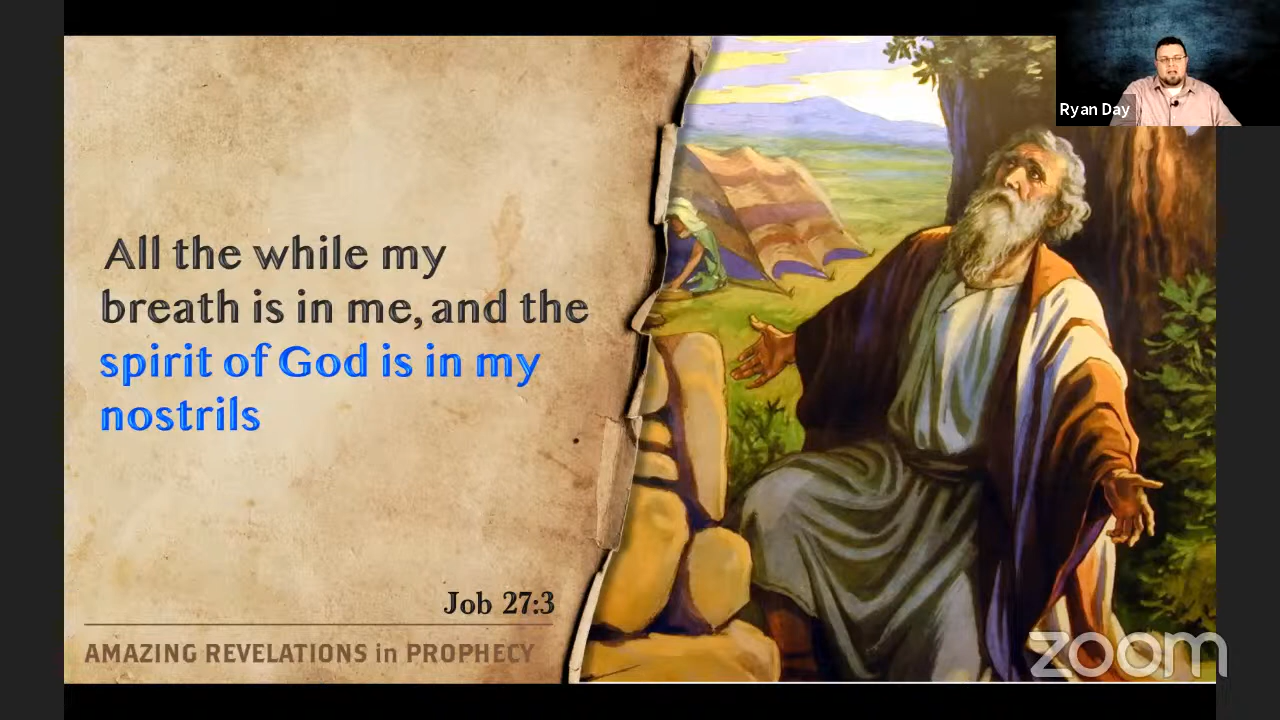 Ryan Day
All the while my
breath is in me, and the
spirit of God is in my
nostrils
Job 27:3
AMAZING REVELATIONS in PROPHECY
zoom